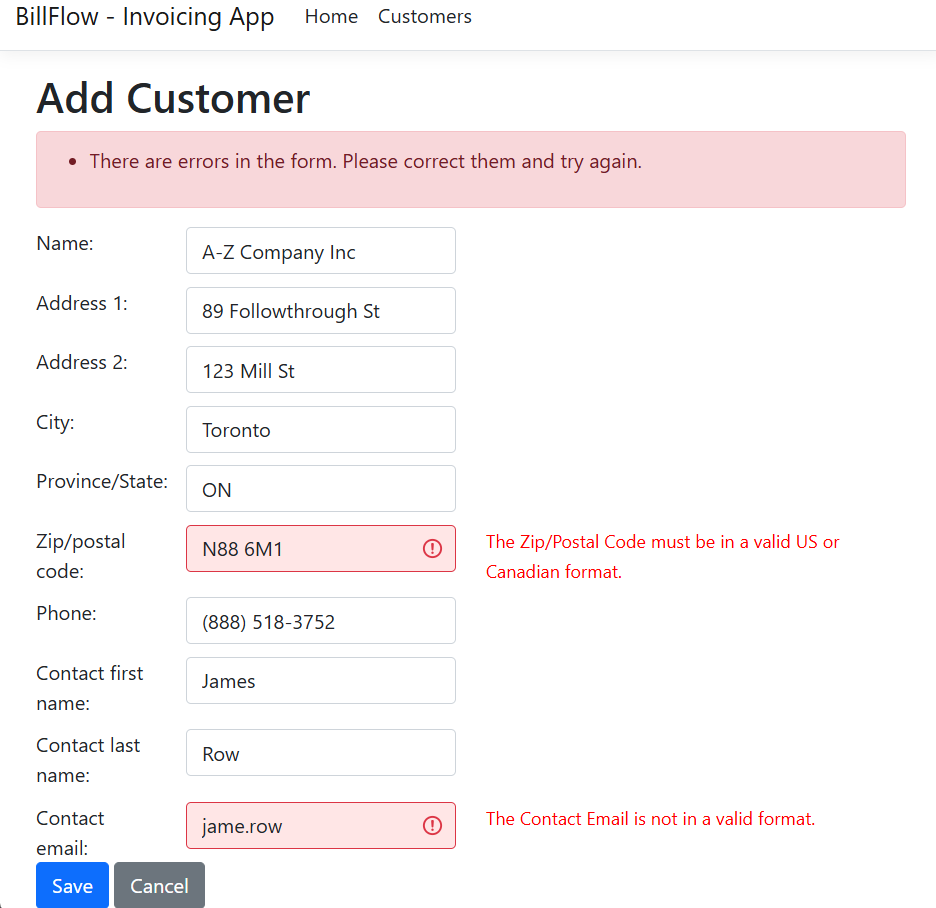 BillFlow - Invoicing App Home Customers
Add Customer
• There are errors in the form. Please correct them and try again.
Name: A-Z Company Inc
Address 1: 89 Followthrough St
Address 2: 123 Mill St
City: Toronto
Province/State: ON
Zip/postal code: N88 6M1 The Zip/Postal Code must be in a valid US or
Canadian format.
Phone: (888) 518-3752
Contact first name: James
Contact last name: Row
Contact email: jame.row The Contact Email is not in a valid format.
Save Cancel